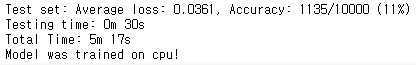 Test set: Average loss: 0.0361, Accuracy: 1135/10000 (11%)
Testing time: 0m 30s
Total Time: 5m 17s
Model was trained on cpu!